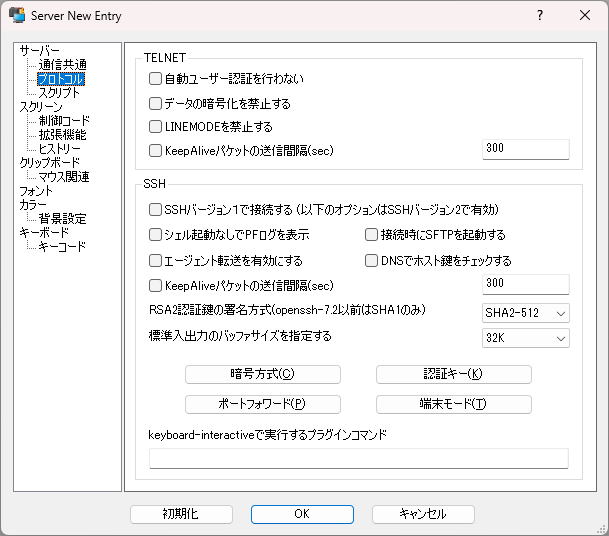 Server New Entry
サーバー
通信共通
プロトコル
スクリプト
スクリーン
制御コード
拡張機能
ヒストリー
クリップボード
マウス関連
フォント
カラー
背景設定
キーボード
キーコード
TELNET
自動ユーザー認証を行わない
データの暗号化を禁止する
LINEMODEを禁止する
KeepAliveパケットの送信間隔(sec) 300
SSH
SSHバージョン1で接続する (以下のオプションはSSHバージョン2で有効)
シェル起動なしでPFログを表示 接続時にSFTPを起動する
エージェント転送を有効にする DNSでホスト鍵をチェックする
KeepAliveパケットの送信間隔(sec) 300
RSA2認証鍵の署名方式(openssh-7.2以前はSHA1のみ) SHA2-512
標準入出力のバッファサイズを指定する 32K
暗号方式(C) 認証キー(K)
ポートフォワード(P) 端末モード(T)
keyboard-interactiveで実行するプラグインコマンド
初期化 OK キャンセル